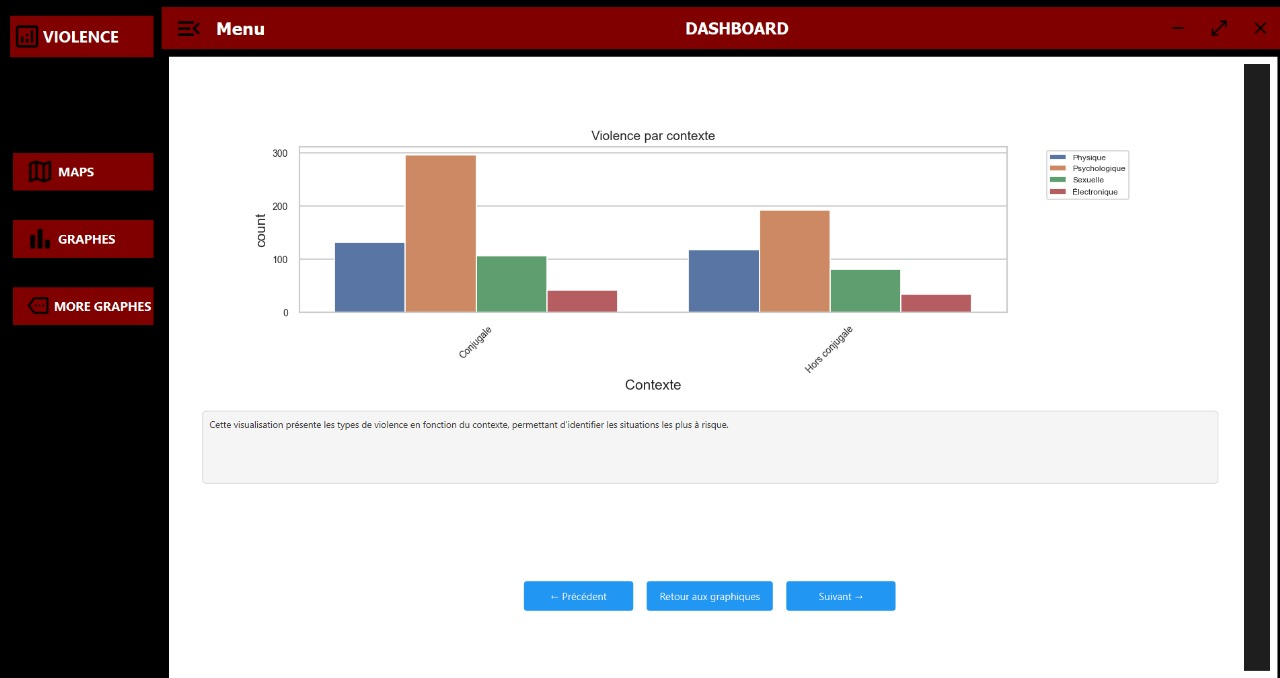 VIOLENCE
Menu
DASHBOARD
MAPS
GRAPHES
MORE GRAPHES
Violence par contexte
300
200
100
0
count
Conjugale
Hors conjugale
Contexte
Physique
Psychologique
Sexuelle
Électronique
Cette visualisation présente les types de violence en fonction du contexte, permettant d'identifier les situations les plus à risque.
← Précédent
Retour aux graphiques
Suivant →